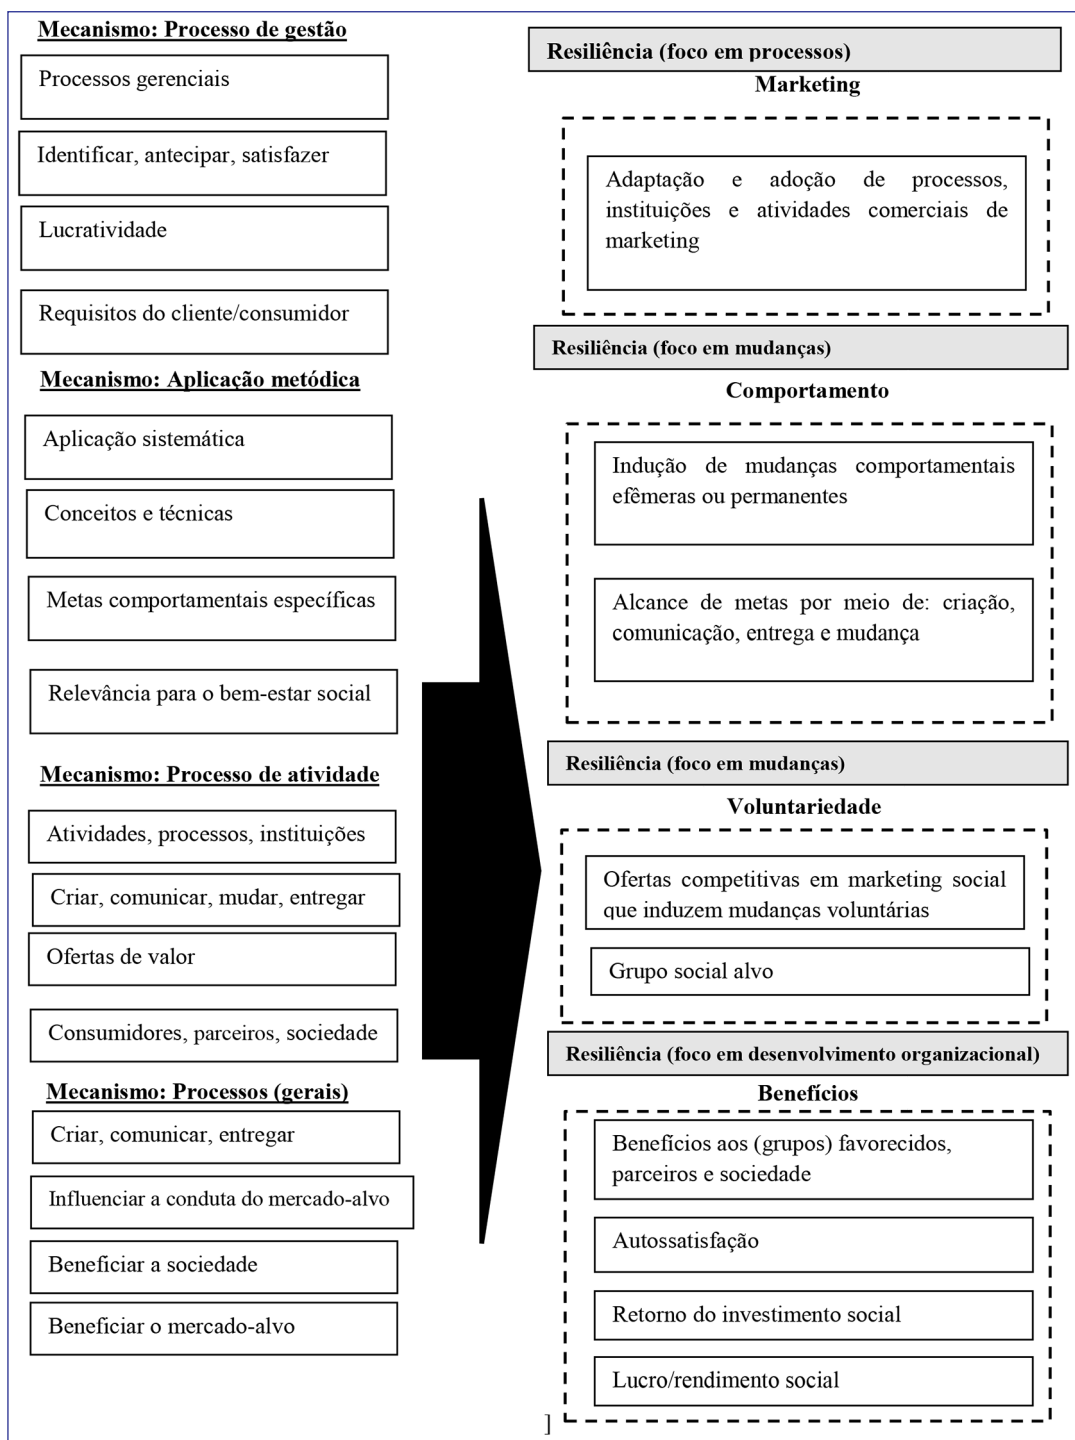 Mecanismo: Processo de gestão
Processos gerenciais
Identificar, antecipar, satisfazer
Lucratividade
Requisitos do cliente/consumidor
Mecanismo: Aplicação metódica
Aplicação sistemática
Conceitos e técnicas
Metas comportamentais específicas
Relevância para o bem-estar social
Mecanismo: Processo de atividade
Atividades, processos, instituições
Criar, comunicar, mudar, entregar
Ofertas de valor
Consumidores, parceiros, sociedade
Mecanismo: Processos (gerais)
Criar, comunicar, entregar
Influenciar a conduta do mercado-alvo
Beneficiar a sociedade
Beneficiar o mercado-alvo
Resiliência (foco em processos)
Marketing
Adaptação e adoção de processos,
instituições e atividades comerciais de
marketing
Resiliência (foco em mudanças)
Comportamento
Indução de mudanças comportamentais
efêmeras ou permanentes
Alcance de metas por meio de: criação,
comunicação, entrega e mudança
Resiliência (foco em mudanças)
Voluntariedade
Ofertas competitivas em marketing social
que induzem mudanças voluntárias
Grupo social alvo
Resiliência (foco em desenvolvimento organizacional)
Benefícios
Benefícios aos (grupos) favorecidos,
parceiros e sociedade
Autossatisfação
Retorno do investimento social
Lucro/rendimento social
]